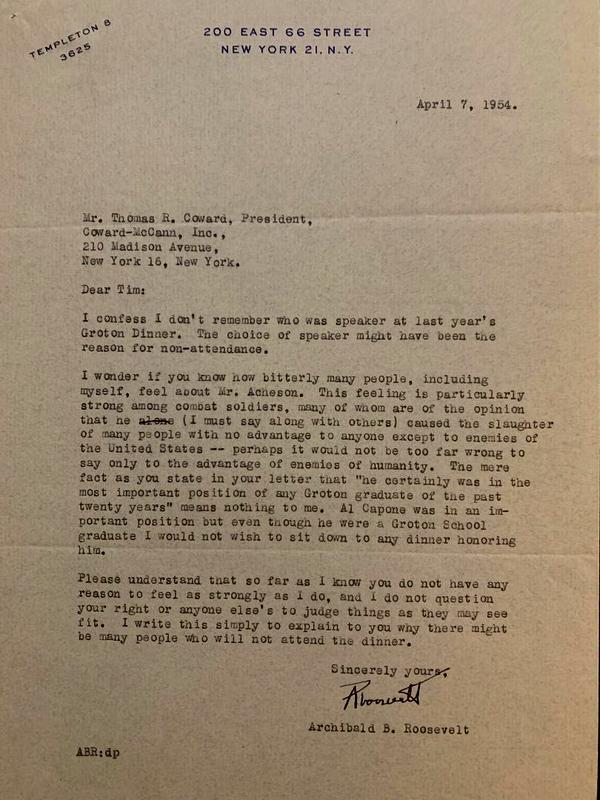 TEMPLETON 8
3625
200 EAST 66 STREET
NEW YORK 21, N.Y.
April 7, 1954.
Mr. Thomas R. Coward, President,
Coward-McCann, Inc.,
210 Madison Avenue,
New York 16, New York.
Dear Tim:
I confess I don't remember who was speaker at last year's
Groton Dinner. The choice of speaker might have been the
reason for non-attendance.
I wonder if you know how bitterly many people, including
myself, feel about Mr. Acheson. This feeling is particularly
strong among combat soldiers, many of whom are of the opinion
that he alone (I must say along with others) caused the slaughter
of many people with no advantage to anyone except to enemies of
the United States -- perhaps it would not be too far wrong to
say only to the advantage of enemies of humanity. The mere
fact as you state in your letter that "he certainly was in the
most important position of any Groton graduate of the past
twenty years" means nothing to me. Al Capone was in an im-
portant position but even though he were a Groton School
graduate I would not wish to sit down to any dinner honoring
him.
Please understand that so far as I know you do not have any
reason to feel as strongly as I do, and I do not question
your right or anyone else's to judge things as they may see
fit. I write this simply to explain to you why there might
be many people who will not attend the dinner.
Sincerely yours,
ARoosevelt
Archibald B. Roosevelt
ABR:dp